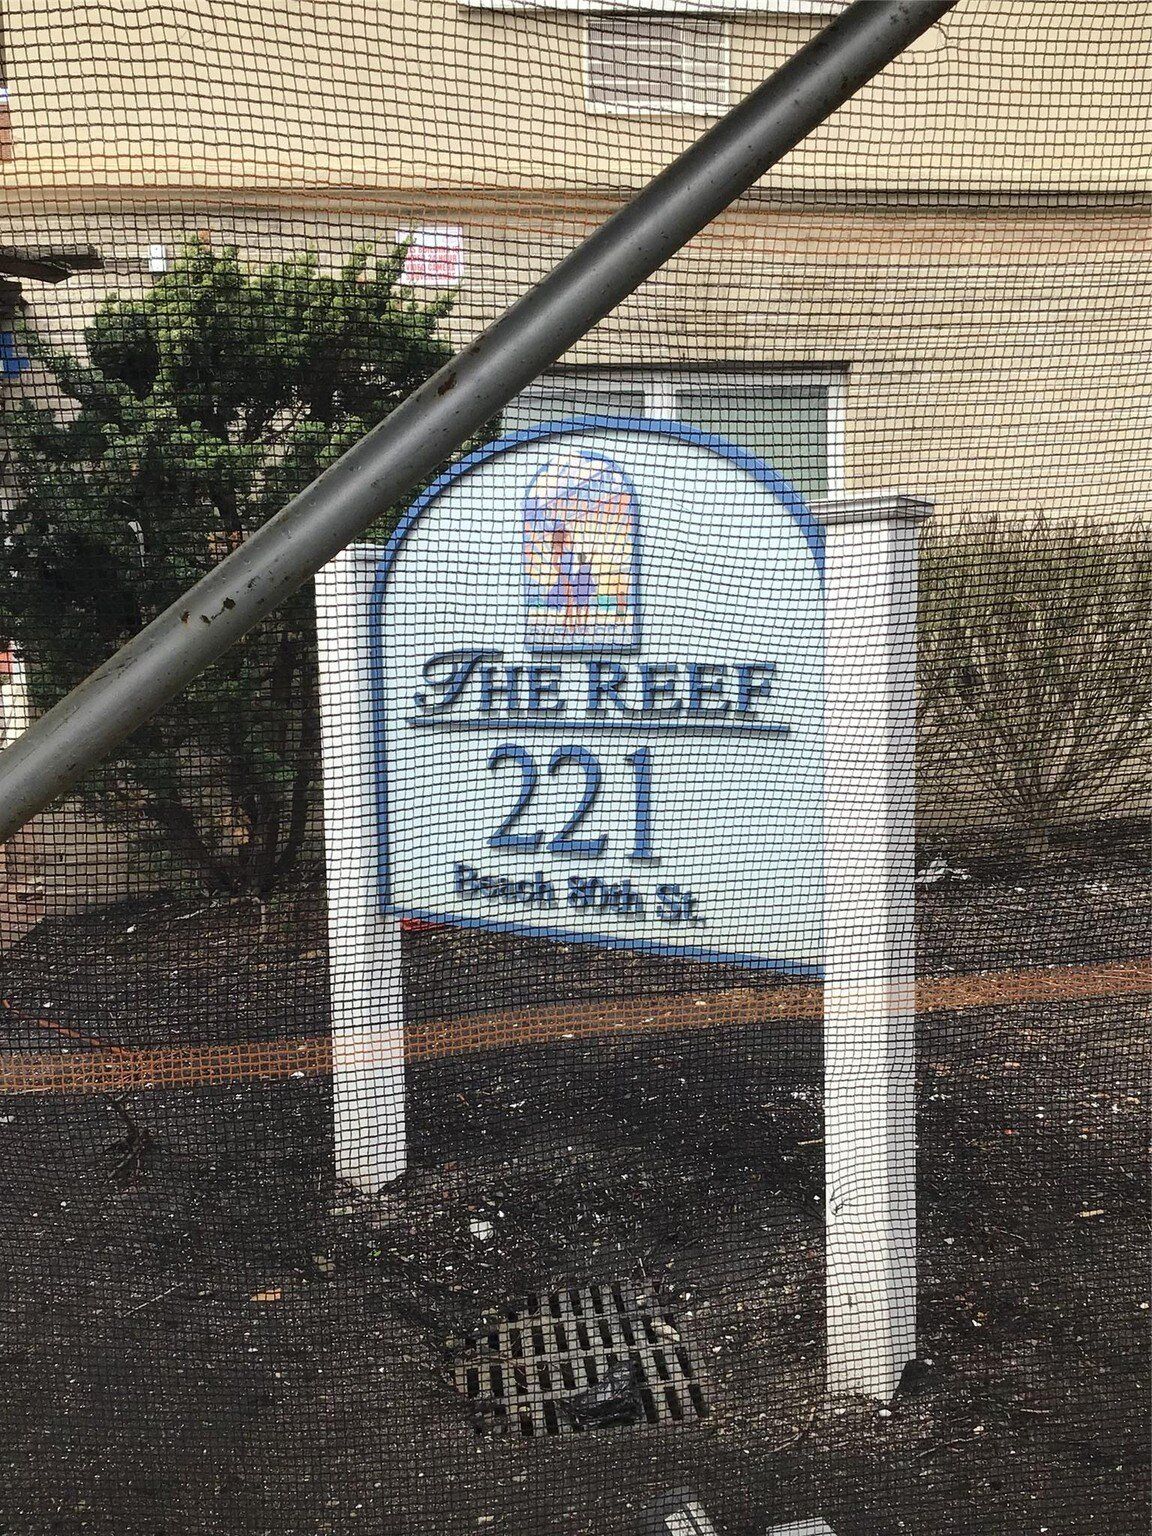 The Reef
221
Beach 80th St.